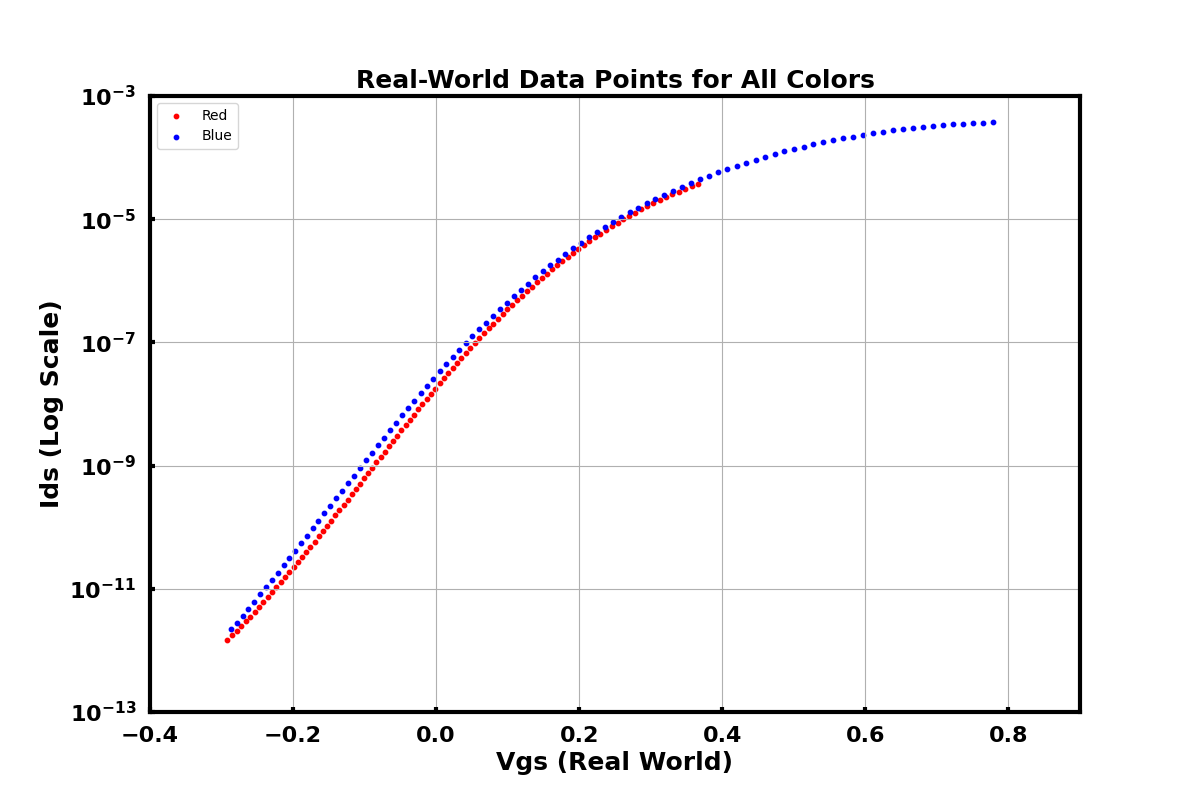 Real-World Data Points for All Colors
Red
Blue
10⁻³
10⁻⁵
10⁻⁷
10⁻⁹
10⁻¹¹
10⁻¹³
Ids (Log Scale)
−0.4 −0.2 0.0 0.2 0.4 0.6 0.8
Vgs (Real World)